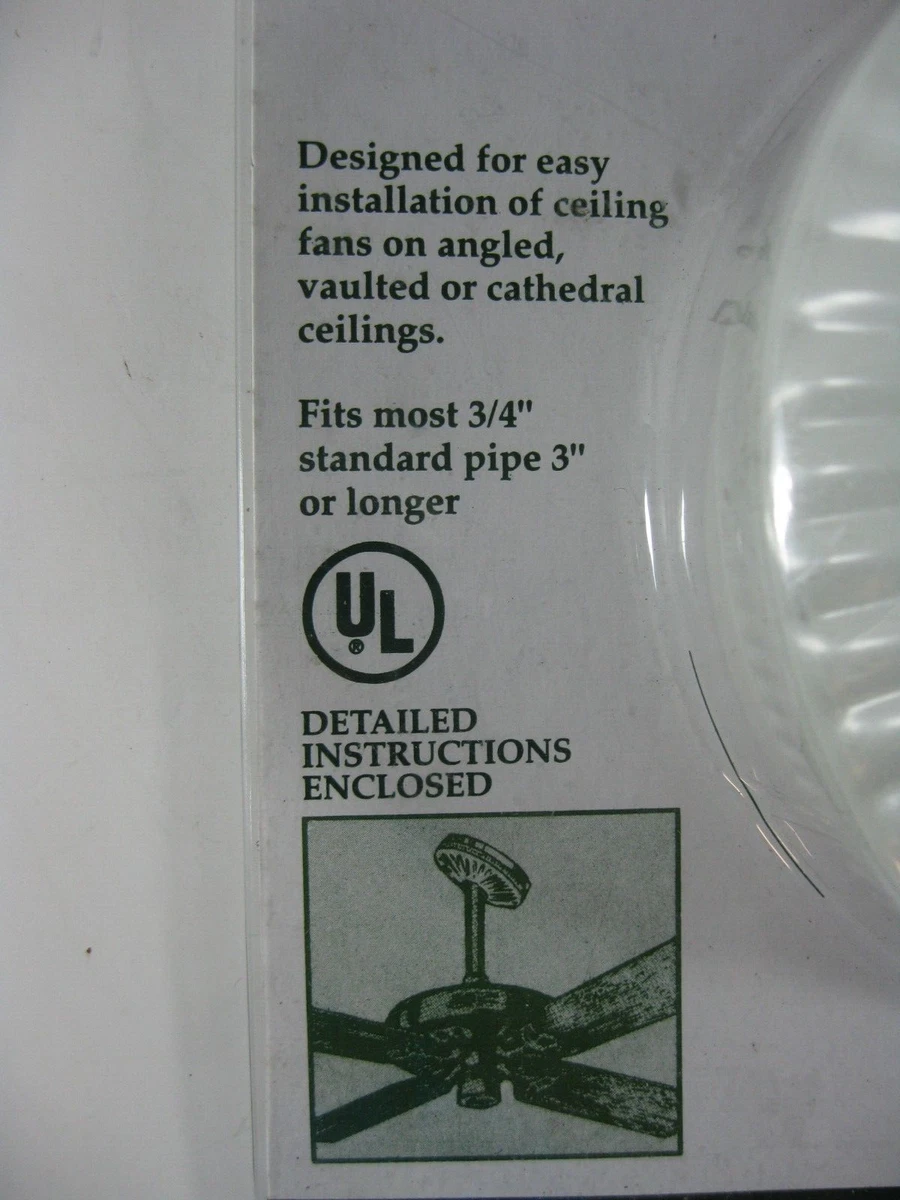 Designed for easy
installation of ceiling
fans on angled,
vaulted or cathedral
ceilings.
Fits most 3/4"
standard pipe 3"
or longer
UL
®
DETAILED
INSTRUCTIONS
ENCLOSED